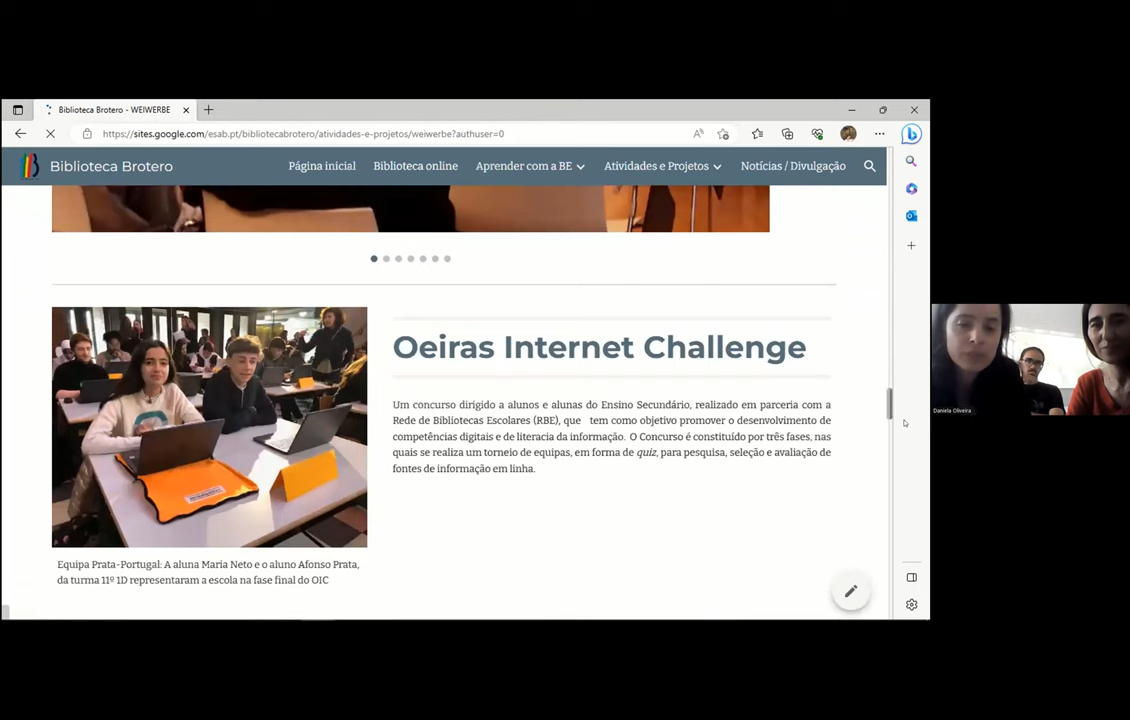 Biblioteca Brotero - WEIWERBE
https://sites.google.com/esab.pt/bibliotecabrotero/atividades-e-projetos/weiwerbe?authuser=0
Biblioteca Brotero
Página inicial
Biblioteca online
Aprender com a BE
Atividades e Projetos
Notícias / Divulgação
Oeiras Internet Challenge
Um concurso dirigido a alunos e alunas do Ensino Secundário, realizado em parceria com a
Rede de Bibliotecas Escolares (RBE), que tem como objetivo promover o desenvolvimento de
competências digitais e de literacia da informação. O Concurso é constituído por três fases, nas
quais se realiza um torneio de equipas, em forma de quiz, para pesquisa, seleção e avaliação de
fontes de informação em linha.
Equipa Prata-Portugal: A aluna Maria Neto e o aluno Afonso Prata,
da turma 11º 1D representaram a escola na fase final do OIC
Daniela Oliveira